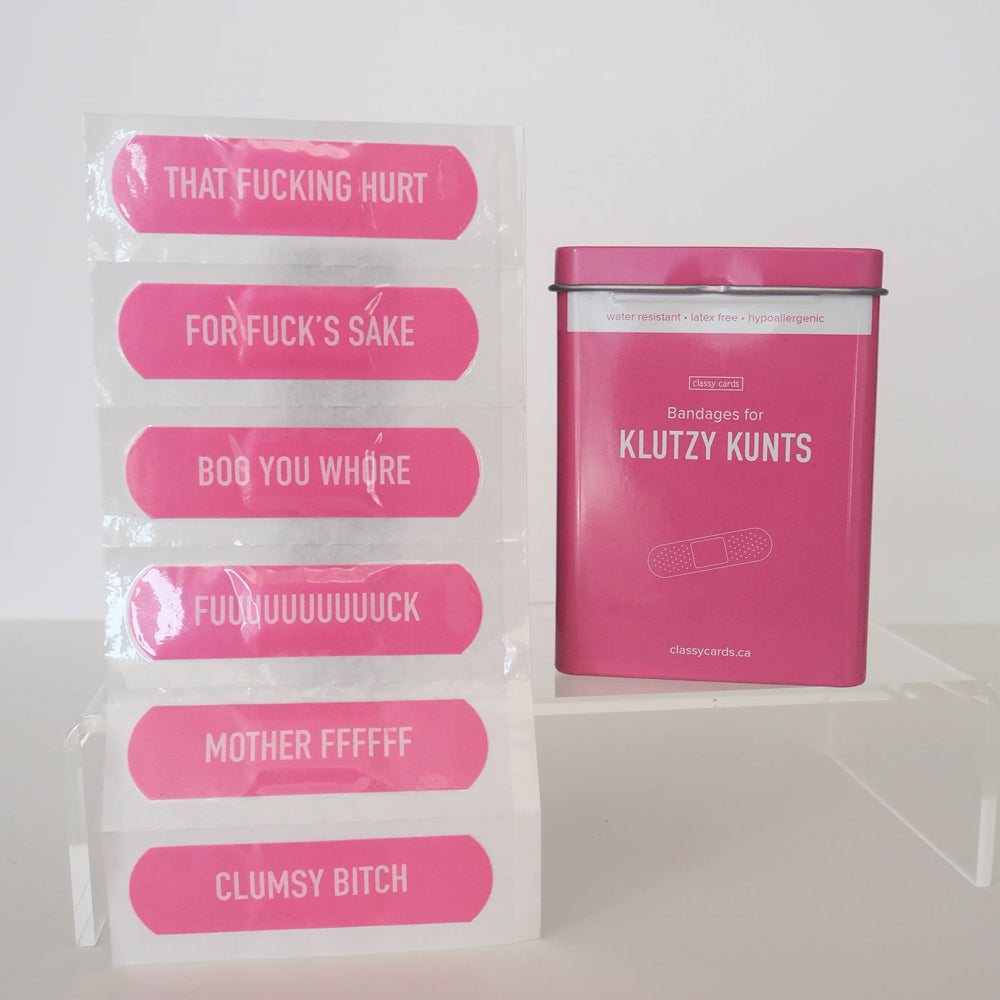 THAT FUCKING HURT
FOR FUCK'S SAKE
BOO YOU WHORE
FUUUUUUUUUUUCK
MOTHER FFFFFF
CLUMSY BITCH
water resistant • latex free • hypoallergenic
classy cards
Bandages for
KLUTZY KUNTS
classycards.ca